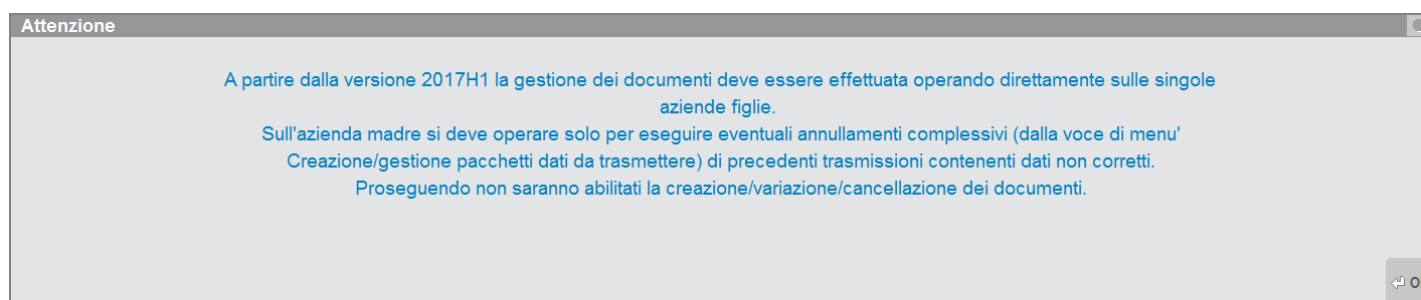 Attenzione
A partire dalla versione 2017H1 la gestione dei documenti deve essere effettuata operando direttamente sulle singole
aziende figlie.
Sull'azienda madre si deve operare solo per eseguire eventuali annullamenti complessivi (dalla voce di menu'
Creazione/gestione pacchetti dati da trasmettere) di precedenti trasmissioni contenenti dati non corretti.
Proseguendo non saranno abilitati la creazione/variazione/cancellazione dei documenti.